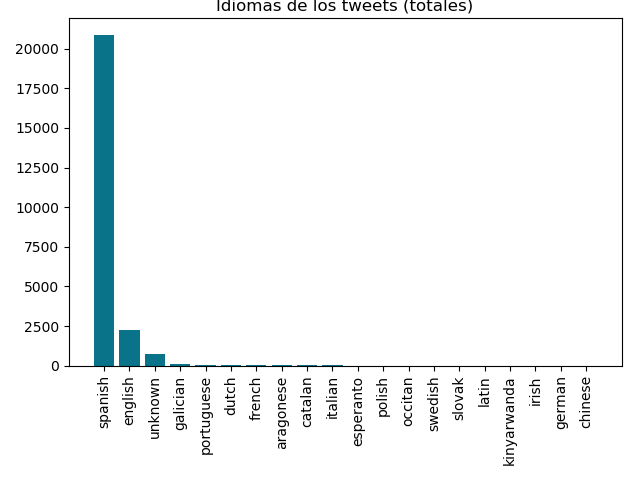 Idiomas de los tweets (totales)
20000
17500
15000
12500
10000
7500
5000
2500
0
spanish
english
unknown
galician
portuguese
dutch
french
aragonese
catalan
italian
esperanto
polish
occitan
swedish
slovak
latin
kinyarwanda
irish
german
chinese